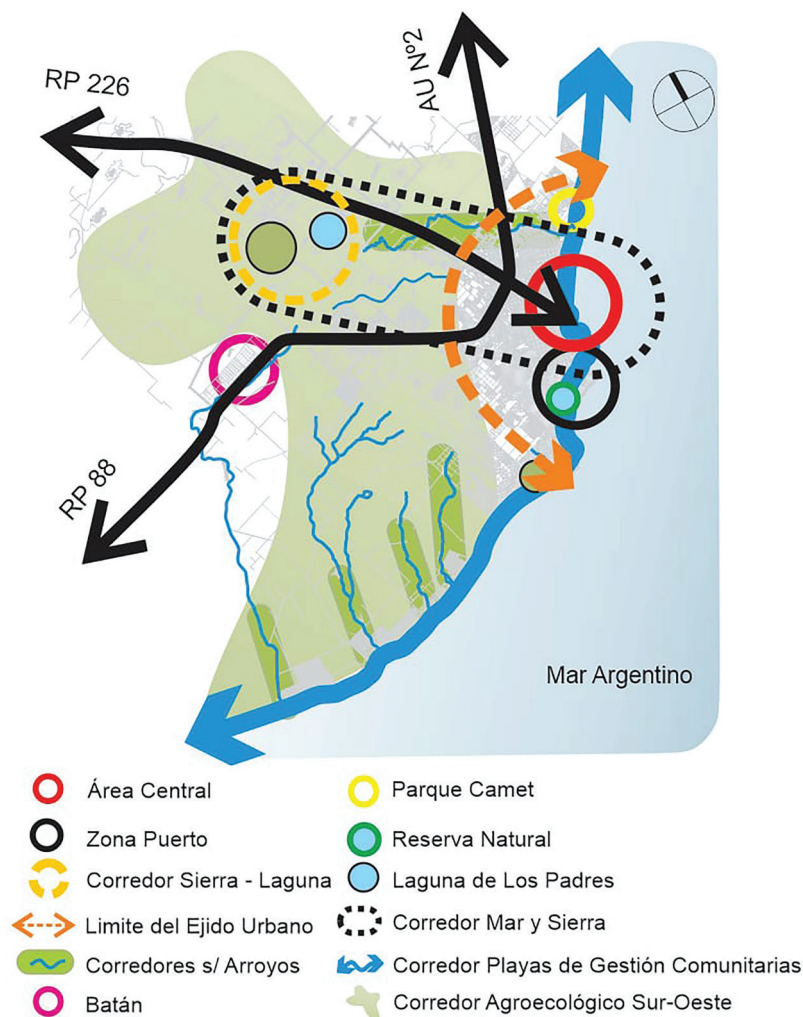 RP 226
AU Nº2
RP 88
Mar Argentino
Área Central
Parque Camet
Zona Puerto
Reserva Natural
Corredor Sierra - Laguna
Laguna de Los Padres
Limite del Ejido Urbano
Corredor Mar y Sierra
Corredores s/ Arroyos
Corredor Playas de Gestión Comunitarias
Batán
Corredor Agroecológico Sur-Oeste